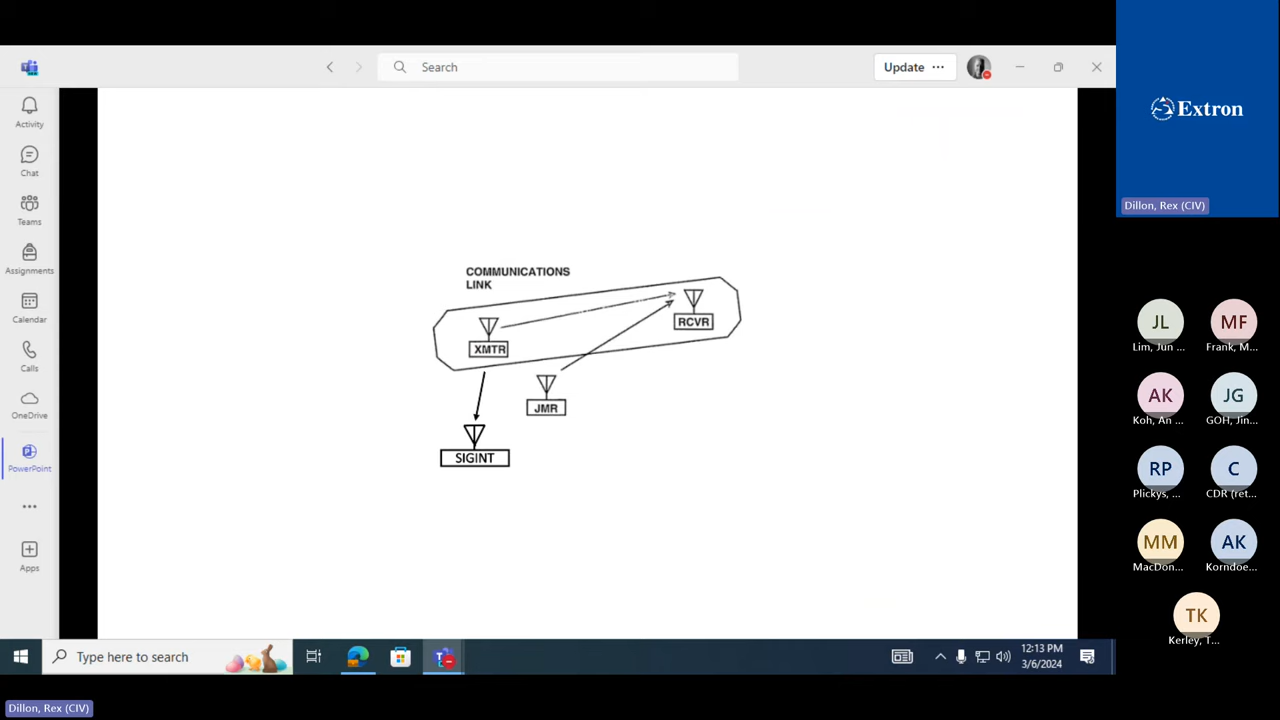 Search
Update
Activity
Chat
Teams
Assignments
Calendar
Calls
OneDrive
PowerPoint
Apps
COMMUNICATIONS
LINK
XMTR
RCVR
JMR
SIGINT
Extron
Dillon, Rex (CIV)
JL
MF
Lim, Jun ...
Frank, M...
AK
JG
Koh, An ...
GOH, Jin...
RP
C
Plickys, ...
CDR (ret...
MM
AK
MacDon...
Korndoe...
TK
Kerley, T...
Type here to search
12:13 PM
3/6/2024
Dillon, Rex (CIV)